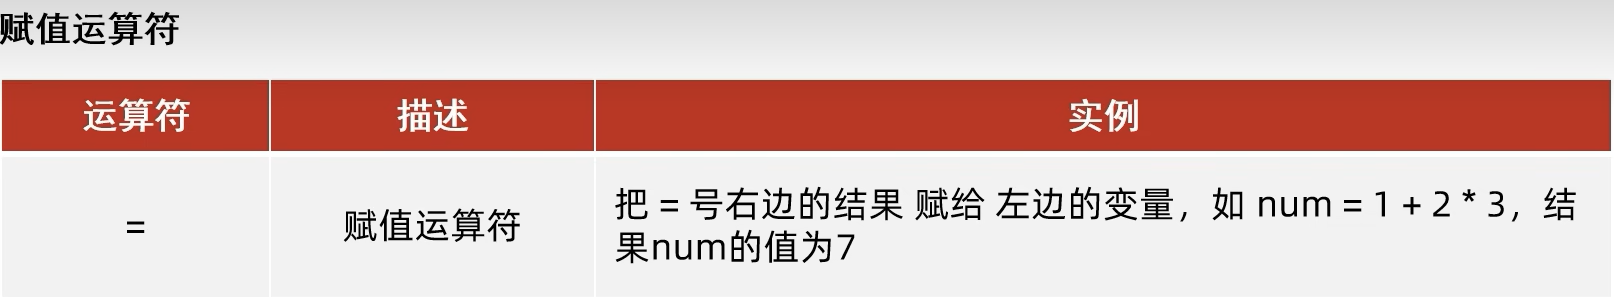 赋值运算符
运算符 描述 实例
= 赋值运算符 把 = 号右边的结果 赋给 左边的变量，如 num = 1 + 2 * 3，结
果num的值为7